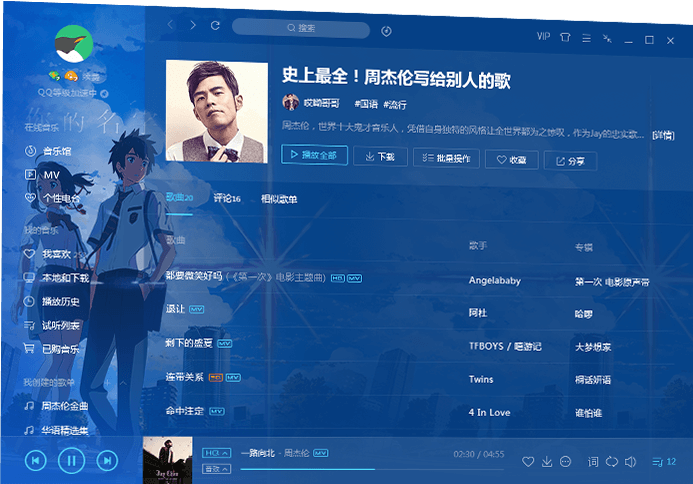 搜索
VIP
QQ等级加速中
的名
在线音乐
音乐馆
MV
个性电台
我的音乐
我喜欢 25
本地和下载
播放历史
试听列表
已购音乐
我创建的歌单
周杰伦金曲
华语精选集
史上最全！周杰伦写给别人的歌
哎呦哥哥 #国语 #流行
周杰伦，世界十大鬼才音乐人，凭借自身独特的风格让全世界都为之惊叹，作为Jay的忠实歌... [详情]
播放全部 下载 批量操作 收藏 分享
歌曲20 评论16 相似歌单
歌曲 歌手 专辑
都要微笑好吗 (《第一次》电影主题曲) HQ MV Angelababy 第一次 电影原声带
退让 MV 阿杜 哈啰
剩下的盛夏 MV TFBOYS / 嘻游记 大梦想家
连带关系 MV Twins 桐话妍语
命中注定 MV 4 In Love 谁怕谁
HQ 一路向北 - 周杰伦 MV 02:30 / 04:55
音效
词 12